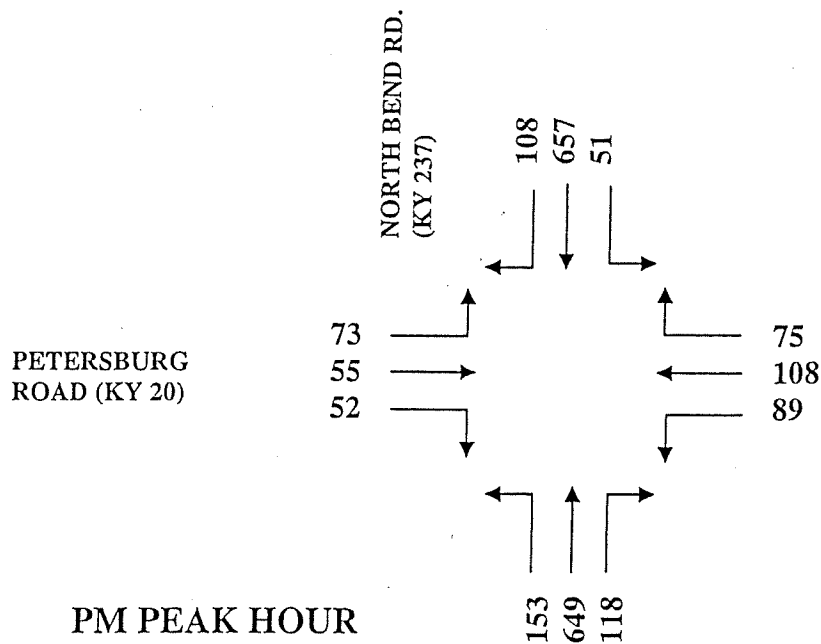 NORTH BEND RD.
(KY 237)
108
657
51
73
55
52
PETERSBURG
ROAD (KY 20)
75
108
89
153
649
118
PM PEAK HOUR